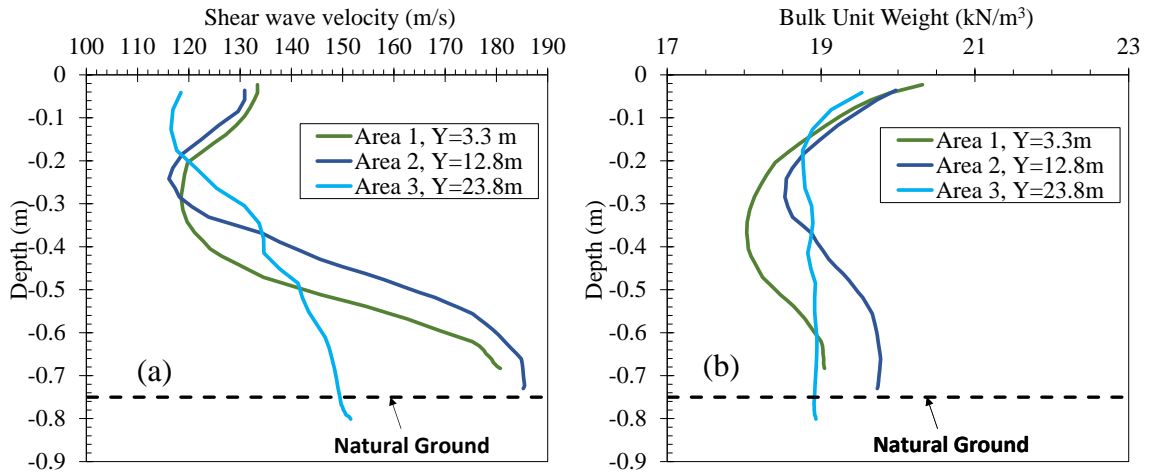 Shear wave velocity (m/s)
100 110 120 130 140 150 160 170 180 190
0
-0.1
-0.2
-0.3
-0.4
-0.5
-0.6
-0.7
-0.8
-0.9
Depth (m)
Area 1, Y=3.3 m
Area 2, Y=12.8m
Area 3, Y=23.8m
(a)
Natural Ground
Bulk Unit Weight (kN/m³)
17 19 21 23
0
-0.1
-0.2
-0.3
-0.4
-0.5
-0.6
-0.7
-0.8
-0.9
Depth (m)
Area 1, Y=3.3m
Area 2, Y=12.8m
Area 3, Y=23.8m
(b)
Natural Ground